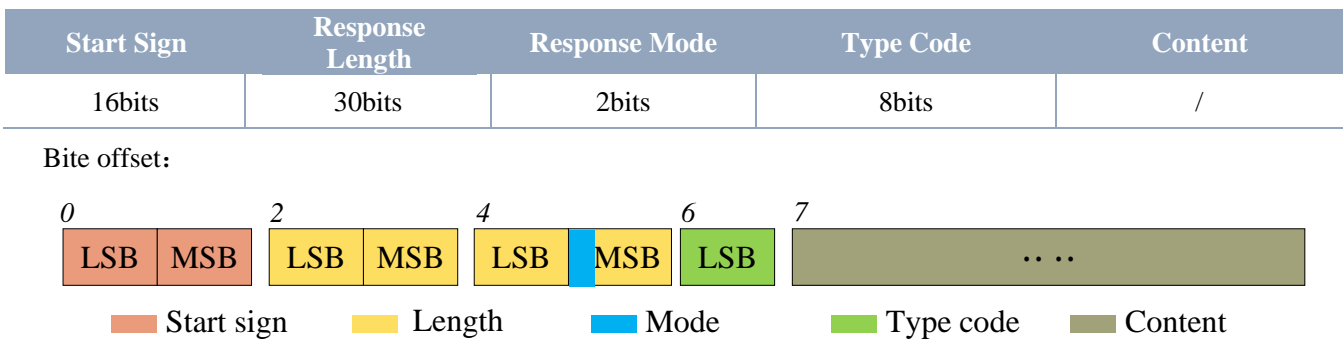 Start Sign Response Length Response Mode Type Code Content
16bits 30bits 2bits 8bits /
Bite offset：
0 2 4 6 7
LSB MSB LSB MSB LSB MSB LSB .. ..
Start sign Length Mode Type code Content